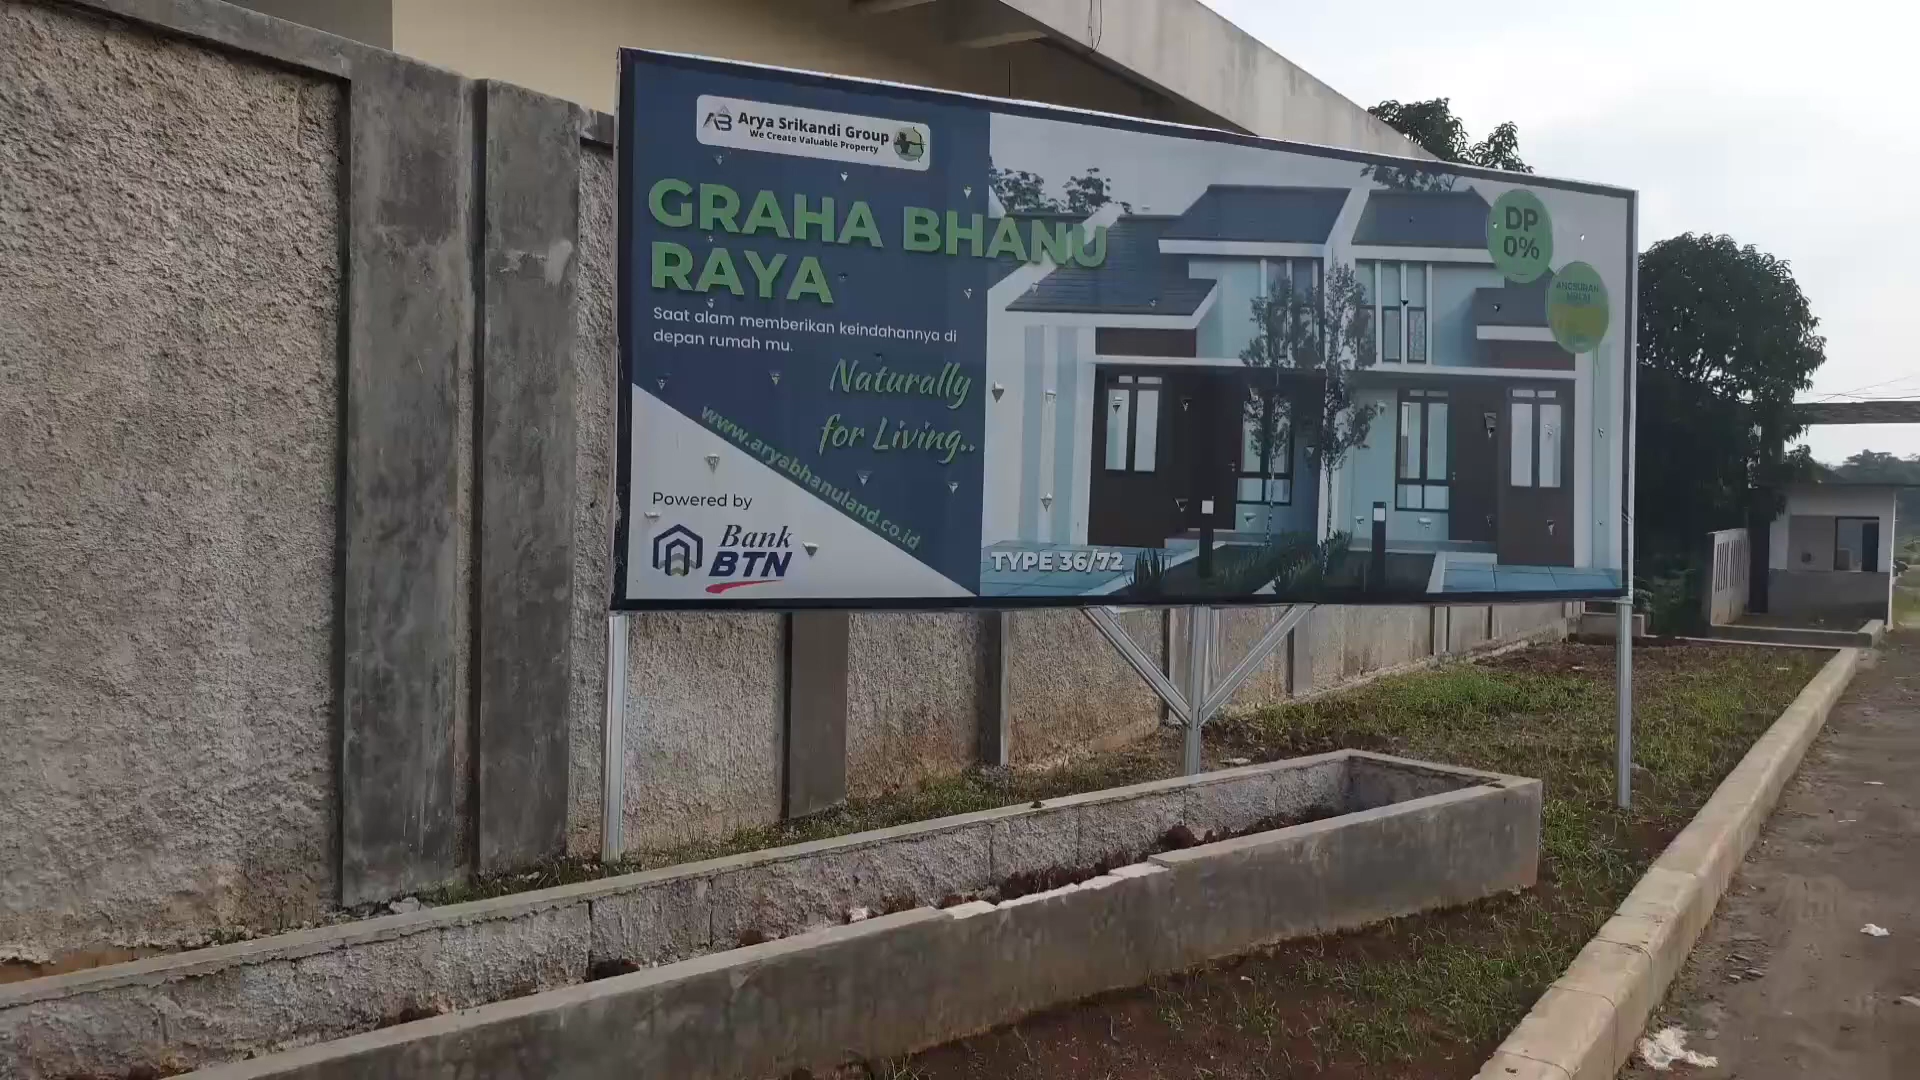 AB Arya Srikandi Group
We Create Valuable Property
GRAHA BHANU
RAYA
Saat alam memberikan keindahannya di
depan rumah mu.
Naturally
for Living..
www.aryabhanuland.co.id
Powered by
Bank
BTN
TYPE 36/72
DP
0%
ANGSURAN